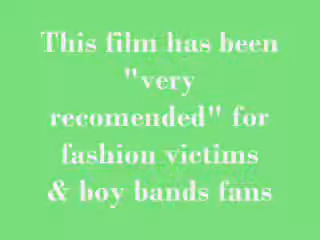 This film has been
"very
recomended" for
fashion victims
& boy bands fans